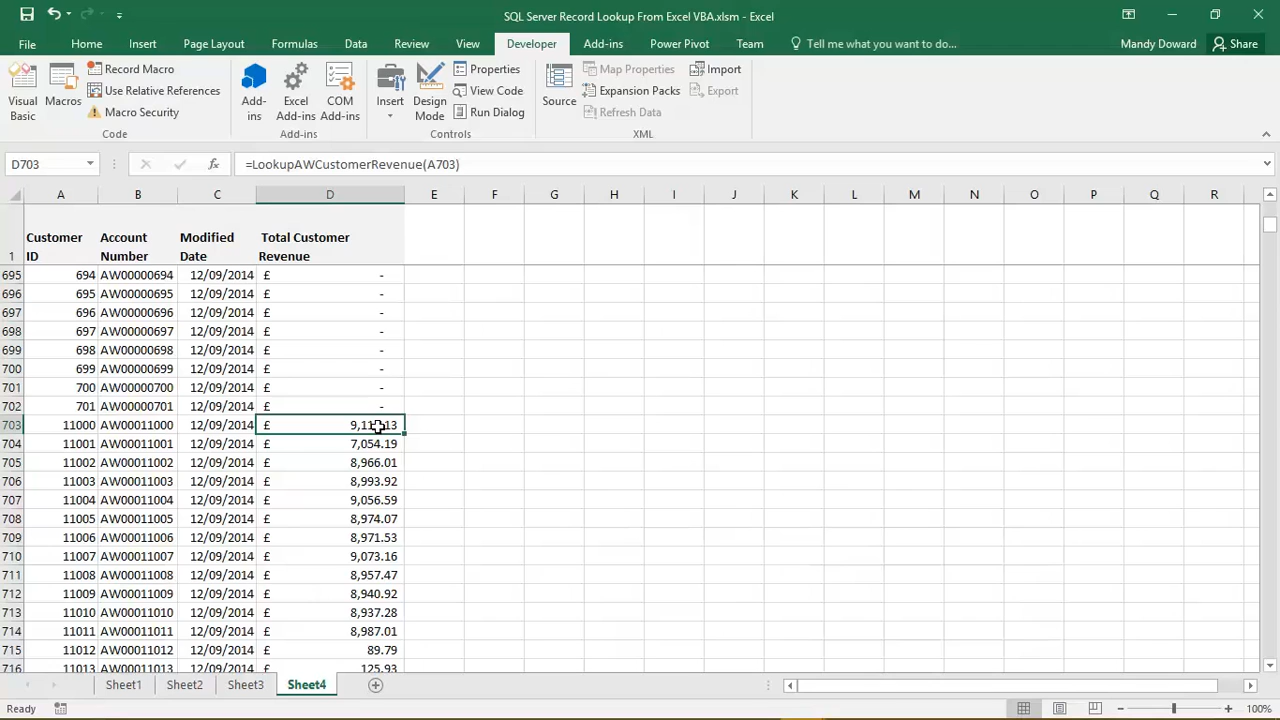 SQL Server Record Lookup From Excel VBA.xlsm - Excel
File Home Insert Page Layout Formulas Data Review View Developer Add-ins Power Pivot Team Tell me what you want to do... Mandy Doward Share
Visual Basic
Macros
Record Macro
Use Relative References
Macro Security
Code
Add-ins
Excel Add-ins
COM Add-ins
Add-ins
Insert
Design Mode
Properties
View Code
Run Dialog
Controls
Source
Map Properties
Expansion Packs
Refresh Data
Import
Export
XML
D703 fx =LookupAWCustomerRevenue(A703)
A B C D E F G H I J K L M N O P Q R
Customer Account Modified Total Customer
1 ID Number Date Revenue
695 694 AW00000694 12/09/2014 £ -
696 695 AW00000695 12/09/2014 £ -
697 696 AW00000696 12/09/2014 £ -
698 697 AW00000697 12/09/2014 £ -
699 698 AW00000698 12/09/2014 £ -
700 699 AW00000699 12/09/2014 £ -
701 700 AW00000700 12/09/2014 £ -
702 701 AW00000701 12/09/2014 £ -
703 11000 AW00011000 12/09/2014 £
704 11001 AW00011001 12/09/2014 £ 7,054.19
705 11002 AW00011002 12/09/2014 £ 8,966.01
706 11003 AW00011003 12/09/2014 £ 8,993.92
707 11004 AW00011004 12/09/2014 £ 9,056.59
708 11005 AW00011005 12/09/2014 £ 8,974.07
709 11006 AW00011006 12/09/2014 £ 8,971.53
710 11007 AW00011007 12/09/2014 £ 9,073.16
711 11008 AW00011008 12/09/2014 £ 8,957.47
712 11009 AW00011009 12/09/2014 £ 8,940.92
713 11010 AW00011010 12/09/2014 £ 8,937.28
714 11011 AW00011011 12/09/2014 £ 8,987.01
715 11012 AW00011012 12/09/2014 £ 89.79
716 11013 AW00011013 12/09/2014 £ 125.93
Sheet1 Sheet2 Sheet3 Sheet4
Ready 100%